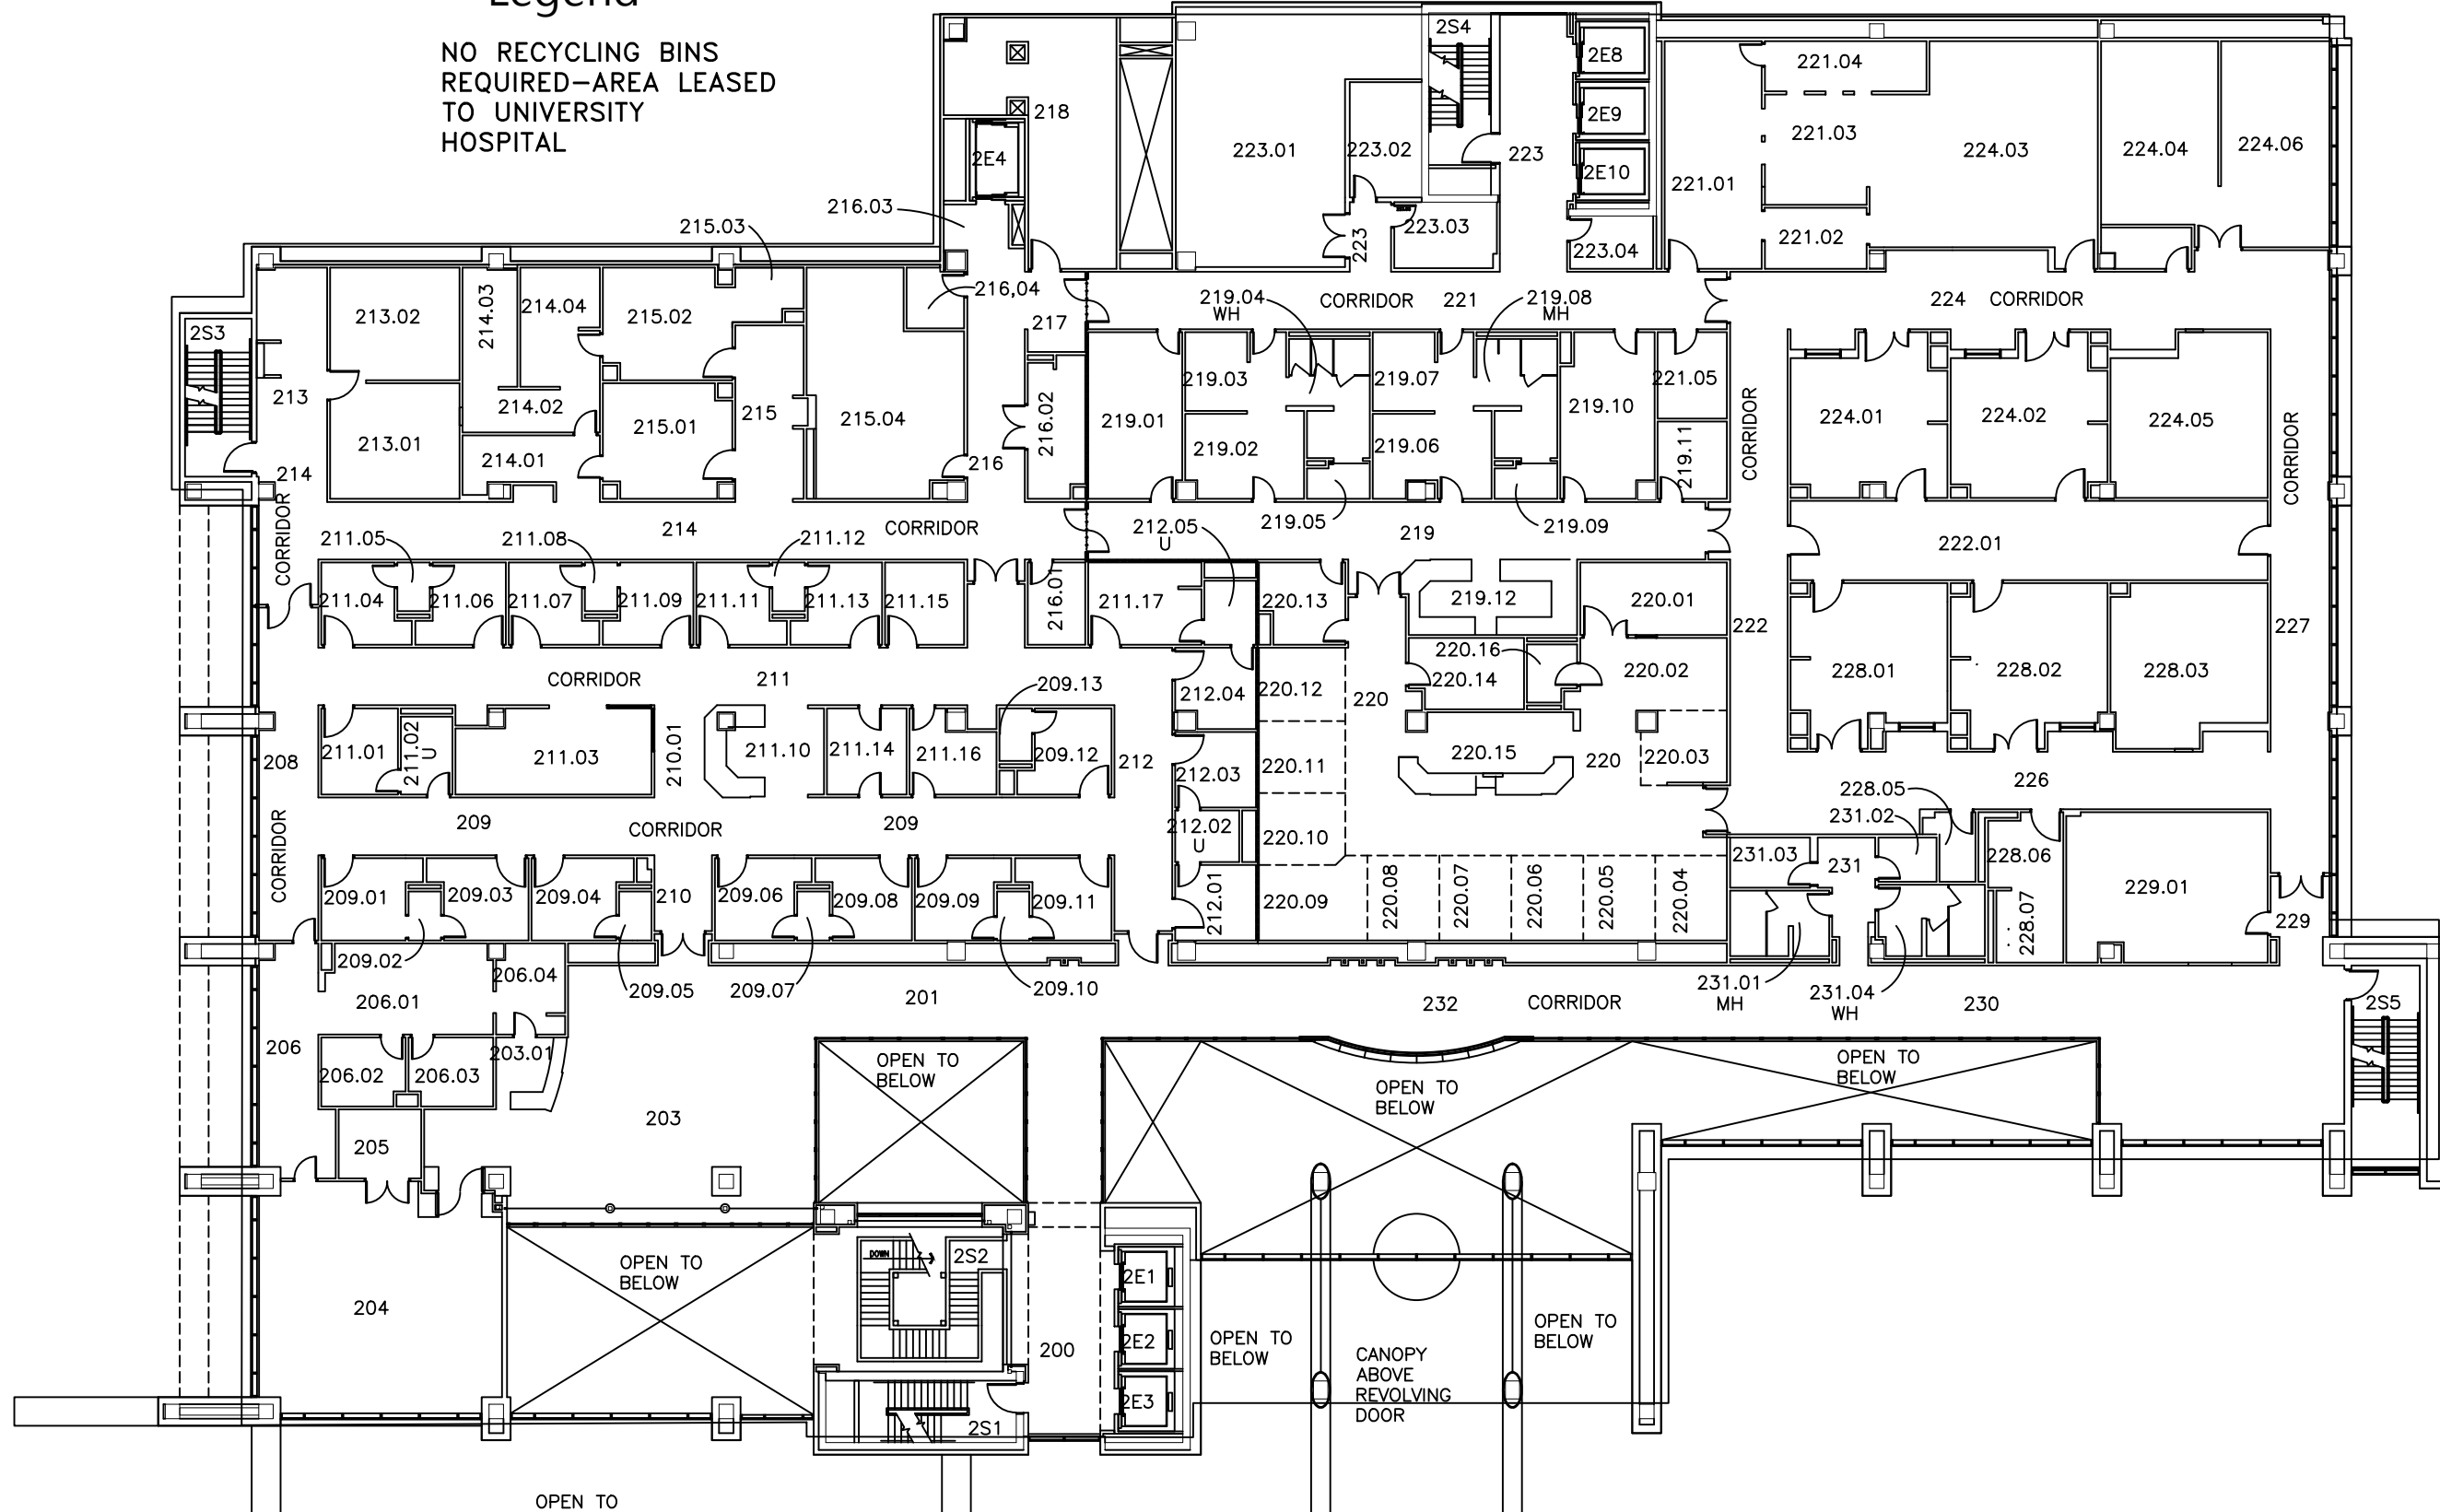 Legend
NO RECYCLING BINS
REQUIRED-AREA LEASED
TO UNIVERSITY
HOSPITAL
2S4
2E8
221.04
2E9
218
221.03
223.01
223.02
223
224.03
224.04
224.06
2E4
2E10
221.01
216.03
215.03
223.03
221.02
223
223.04
216,04
219.04
WH
CORRIDOR
221
219.08
MH
224
CORRIDOR
213.02
214.03
214.04
215.02
217
2S3
219.03
219.07
221.05
213
214.02
215
215.01
215.04
216.02
219.01
219.10
224.01
224.02
224.05
CORRIDOR
CORRIDOR
213.01
214.01
216
219.02
219.06
219.11
214
CORRIDOR
214
CORRIDOR
212.05
U
219.05
219
219.09
222.01
211.05
211.08
211.12
211.04
211.06
211.07
211.09
211.11
211.13
211.15
216.01
211.17
220.13
219.12
220.01
222
227
220.16
CORRIDOR
211
209.13
212.04
220.12
220
220.14
220.02
228.01
228.02
228.03
208
211.01
211.02
U
211.03
210.01
211.10
211.14
211.16
209.12
212
212.03
220.11
220.15
220
220.03
226
228.05
231.02
CORRIDOR
209
CORRIDOR
209
212.02
U
220.10
231.03
231
228.06
229.01
209.01
209.03
209.04
210
209.06
209.08
209.09
209.11
212.01
220.09
220.08
220.07
220.06
220.05
220.04
228.07
229
209.02
206.04
206.01
209.05
209.07
201
209.10
232
CORRIDOR
231.01
MH
231.04
WH
230
2S5
206
203.01
206.02
206.03
OPEN TO
BELOW
OPEN TO
BELOW
OPEN TO
BELOW
203
205
DOWN
2S2
OPEN TO
BELOW
2E1
204
200
2E2
OPEN TO
BELOW
OPEN TO
BELOW
CANOPY
ABOVE
REVOLVING
DOOR
2E3
2S1
OPEN TO